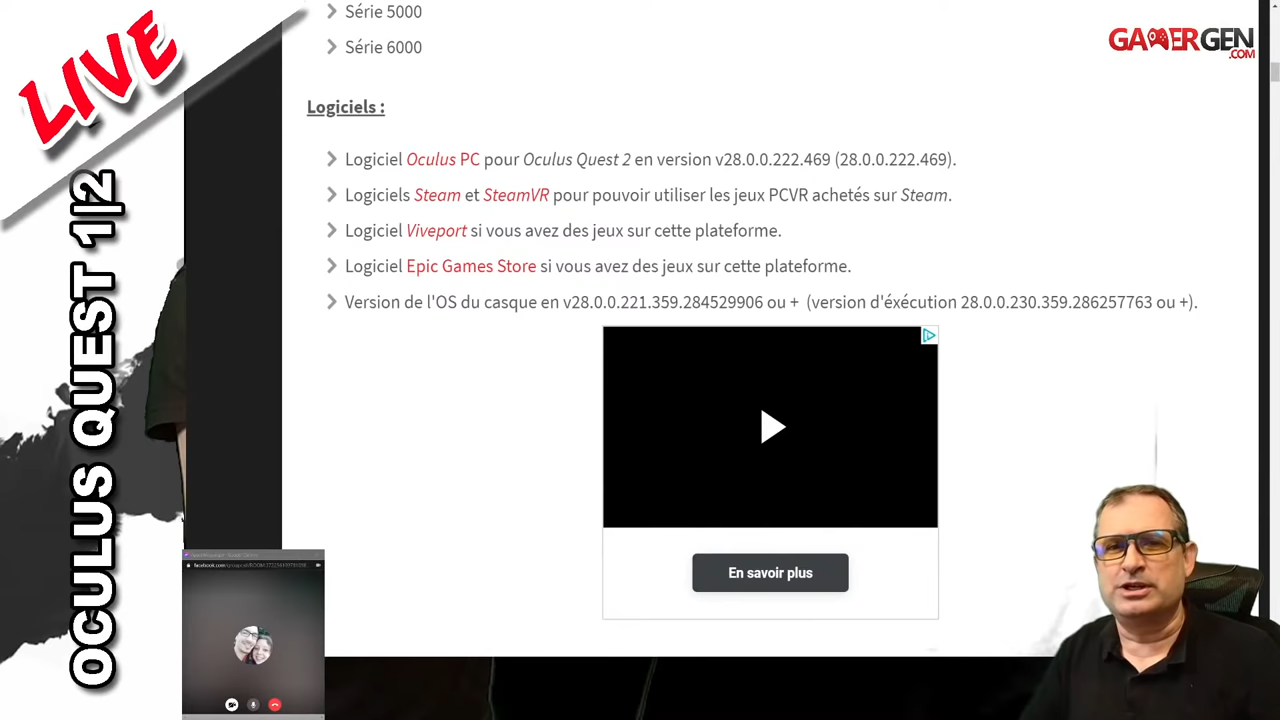 LIVE
OCULUS QUEST 1|2
GAMERGEN
.COM
Série 5000
Série 6000
Logiciels :
Logiciel Oculus PC pour Oculus Quest 2 en version v28.0.0.222.469 (28.0.0.222.469).
Logiciels Steam et SteamVR pour pouvoir utiliser les jeux PCVR achetés sur Steam.
Logiciel Viveport si vous avez des jeux sur cette plateforme.
Logiciel Epic Games Store si vous avez des jeux sur cette plateforme.
Version de l'OS du casque en v28.0.0.221.359.284529906 ou + (version d'éxécution 28.0.0.230.359.286257763 ou +).
En savoir plus